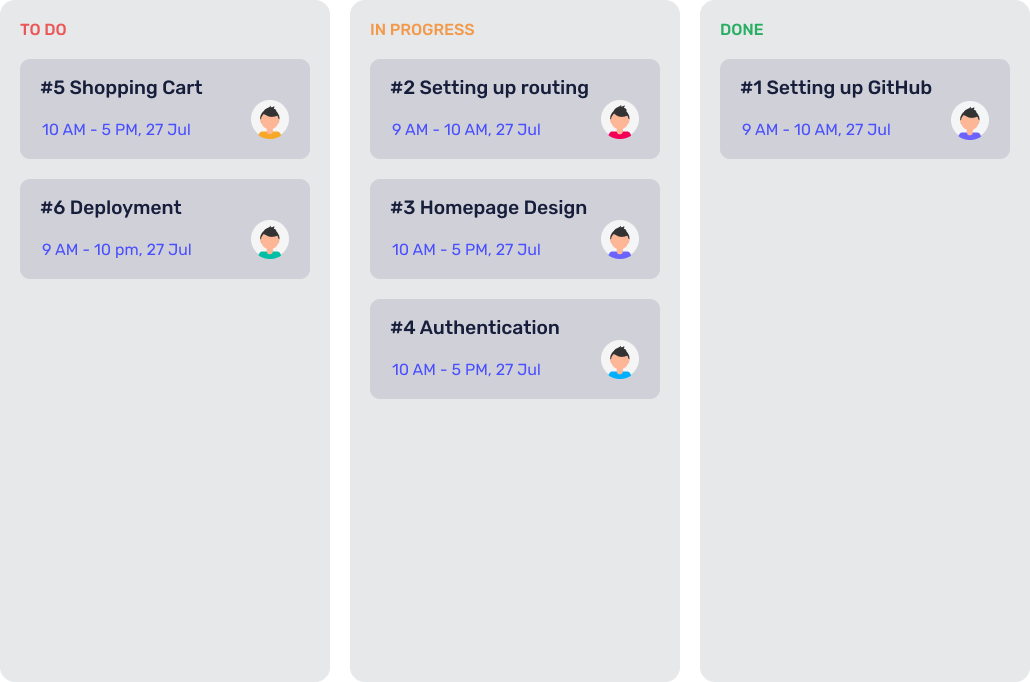 TO DO
#5 Shopping Cart
10 AM - 5 PM, 27 Jul
#6 Deployment
9 AM - 10 pm, 27 Jul
IN PROGRESS
#2 Setting up routing
9 AM - 10 AM, 27 Jul
#3 Homepage Design
10 AM - 5 PM, 27 Jul
#4 Authentication
10 AM - 5 PM, 27 Jul
DONE
#1 Setting up GitHub
9 AM - 10 AM, 27 Jul